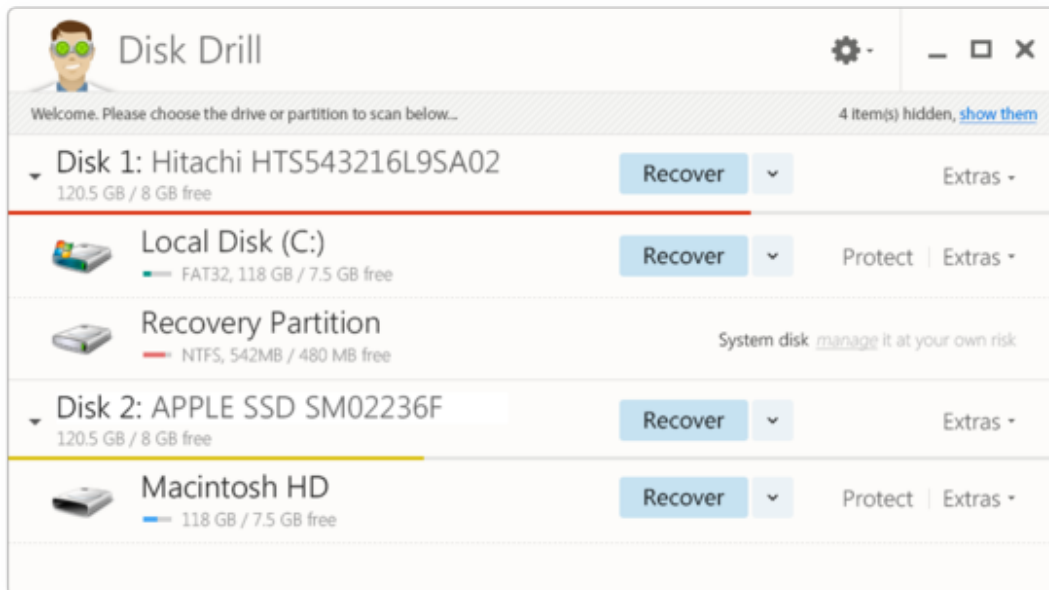 Disk Drill
Welcome. Please choose the drive or partition to scan below...
4 item(s) hidden, show them
Disk 1: Hitachi HTS543216L9SA02
120.5 GB / 8 GB free
Recover
Extras
Local Disk (C:)
FAT32, 118 GB / 7.5 GB free
Recover
Protect
Extras
Recovery Partition
NTFS, 542MB / 480 MB free
System disk manage it at your own risk
Disk 2: APPLE SSD SM02236F
120.5 GB / 8 GB free
Recover
Extras
Macintosh HD
118 GB / 7.5 GB free
Recover
Protect
Extras